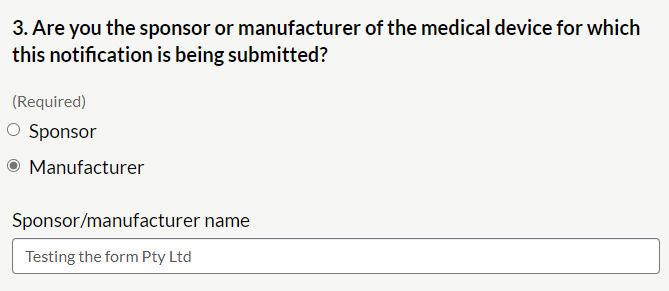 3. Are you the sponsor or manufacturer of the medical device for which
this notification is being submitted?
(Required)
Sponsor
Manufacturer
Sponsor/manufacturer name
Testing the form Pty Ltd